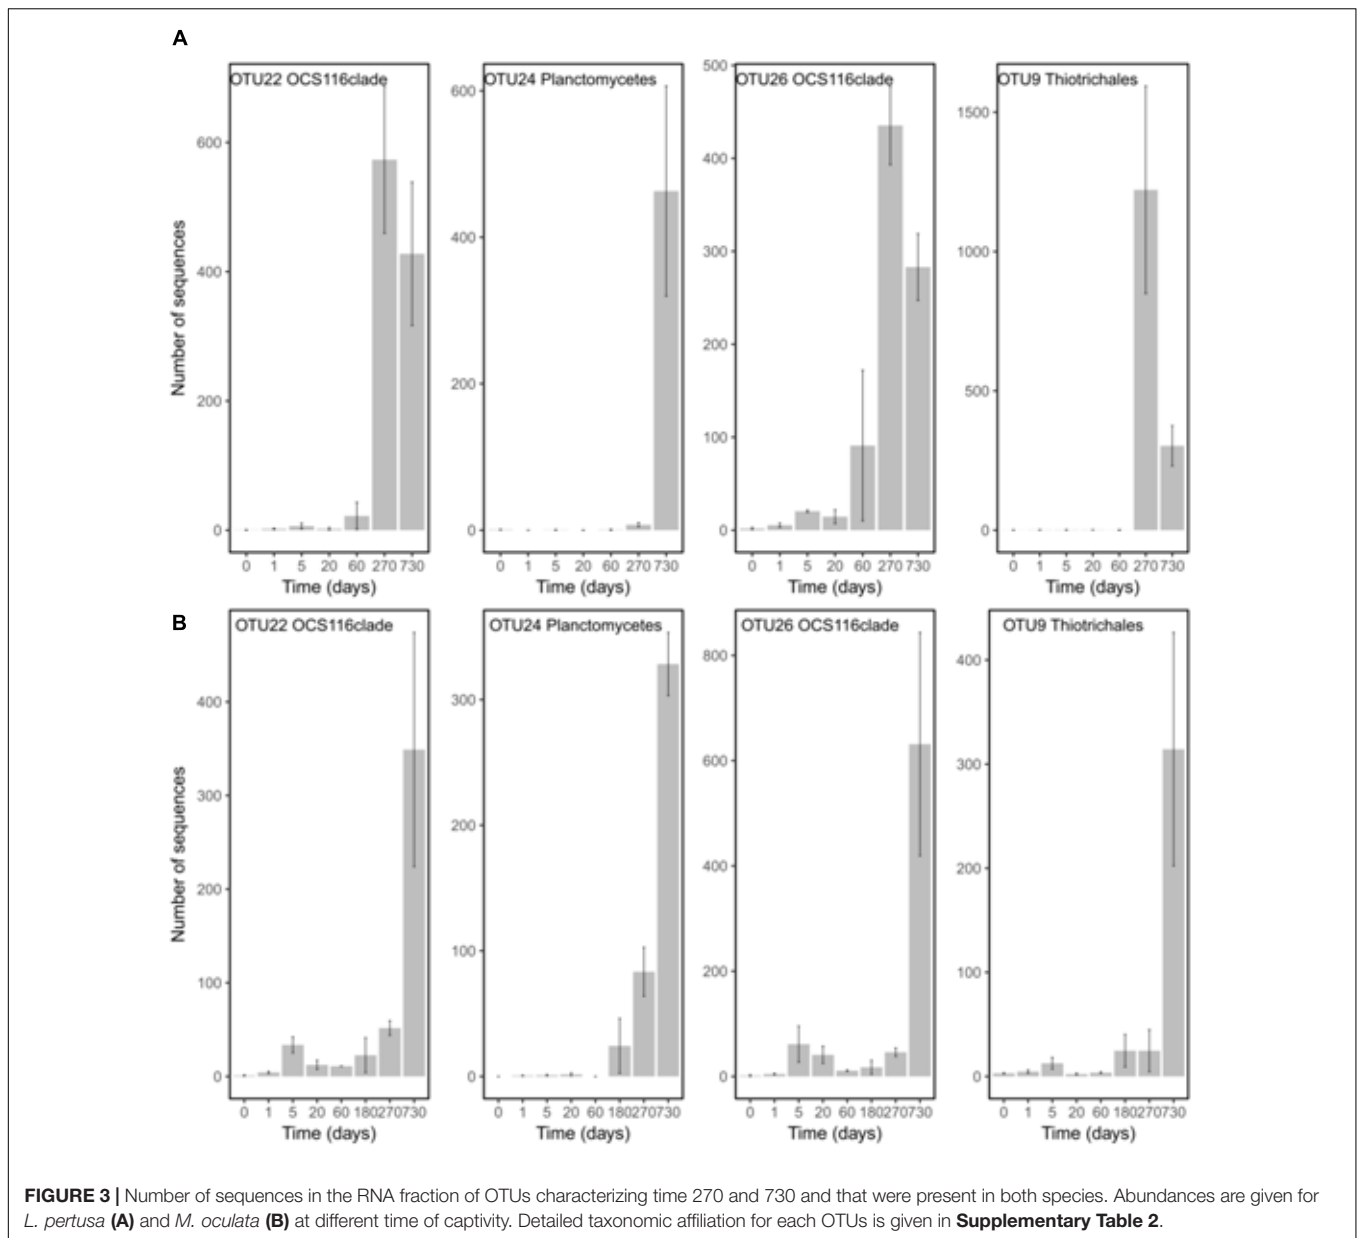 A
OTU22 OCS116clade
OTU24 Planctomycetes
OTU26 OCS116clade
OTU9 Thiotrichales
Number of sequences
600
400
200
0
0 1 5 20 60 270 730
Time (days)
600
400
200
0
0 1 5 20 60 270 730
Time (days)
500
400
300
200
100
0
0 1 5 20 60 270 730
Time (days)
1500
1000
500
0
0 1 5 20 60 270 730
Time (days)
B
OTU22 OCS116clade
OTU24 Planctomycetes
OTU26 OCS116clade
OTU9 Thiotrichales
Number of sequences
400
300
200
100
0
0 1 5 20 60 180 270 730
Time (days)
300
200
100
0
0 1 5 20 60 180 270 730
Time (days)
800
600
400
200
0
0 1 5 20 60 180 270 730
Time (days)
400
300
200
100
0
0 1 5 20 60 180 270 730
Time (days)
FIGURE 3 | Number of sequences in the RNA fraction of OTUs characterizing time 270 and 730 and that were present in both species. Abundances are given for
L. pertusa (A) and M. oculata (B) at different time of captivity. Detailed taxonomic affiliation for each OTUs is given in Supplementary Table 2.